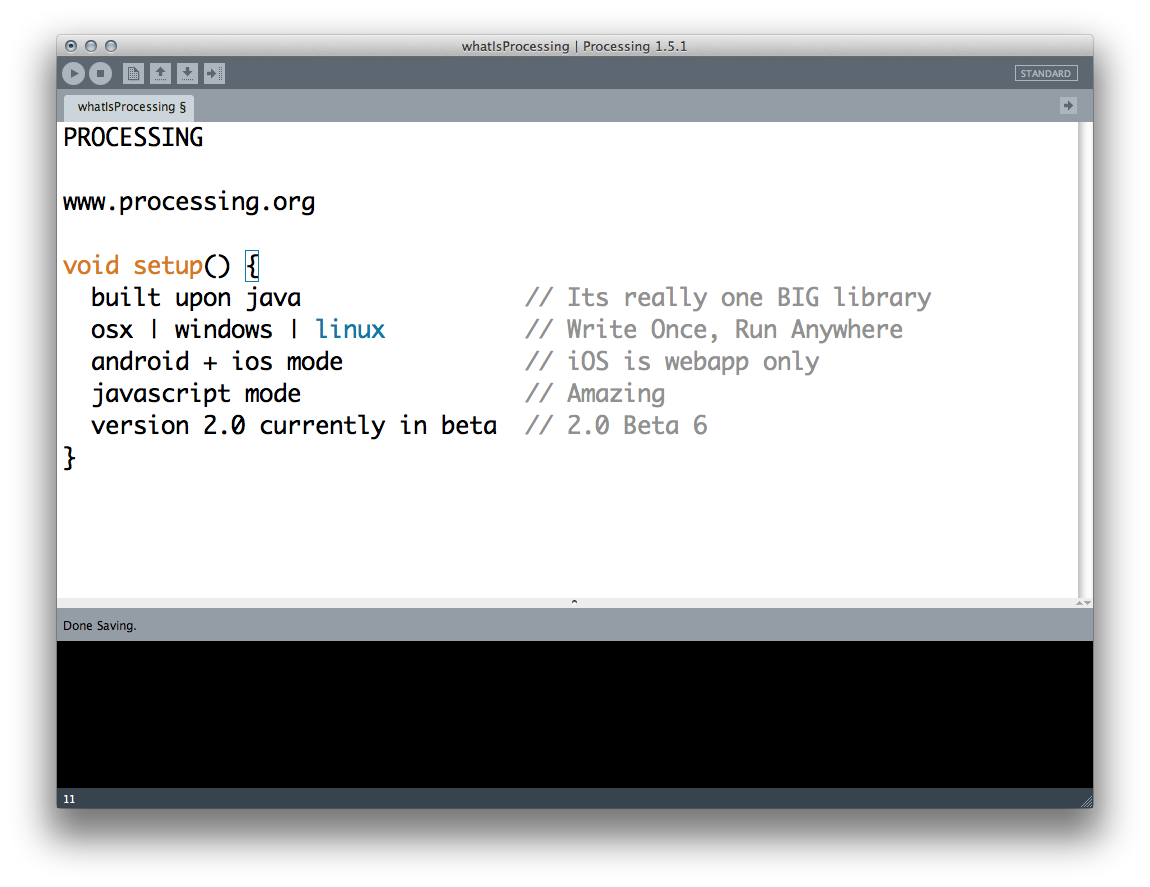 whatIsProcessing | Processing 1.5.1
STANDARD
whatIsProcessing §
PROCESSING
www.processing.org
void setup() {
  built upon java                // Its really one BIG library
  osx | windows | linux          // Write Once, Run Anywhere
  android + ios mode             // iOS is webapp only
  javascript mode                // Amazing
  version 2.0 currently in beta  // 2.0 Beta 6
}
Done Saving.
11